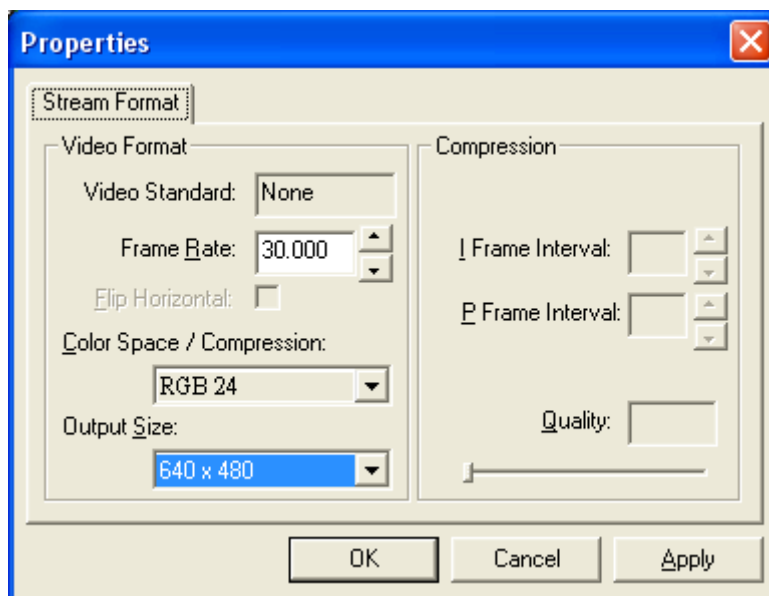 Properties
Stream Format
Video Format
Video Standard: None
Frame Rate: 30.000
Flip Horizontal:
Color Space / Compression:
RGB 24
Output Size:
640 x 480
Compression
I Frame Interval:
P Frame Interval:
Quality:
OK Cancel Apply